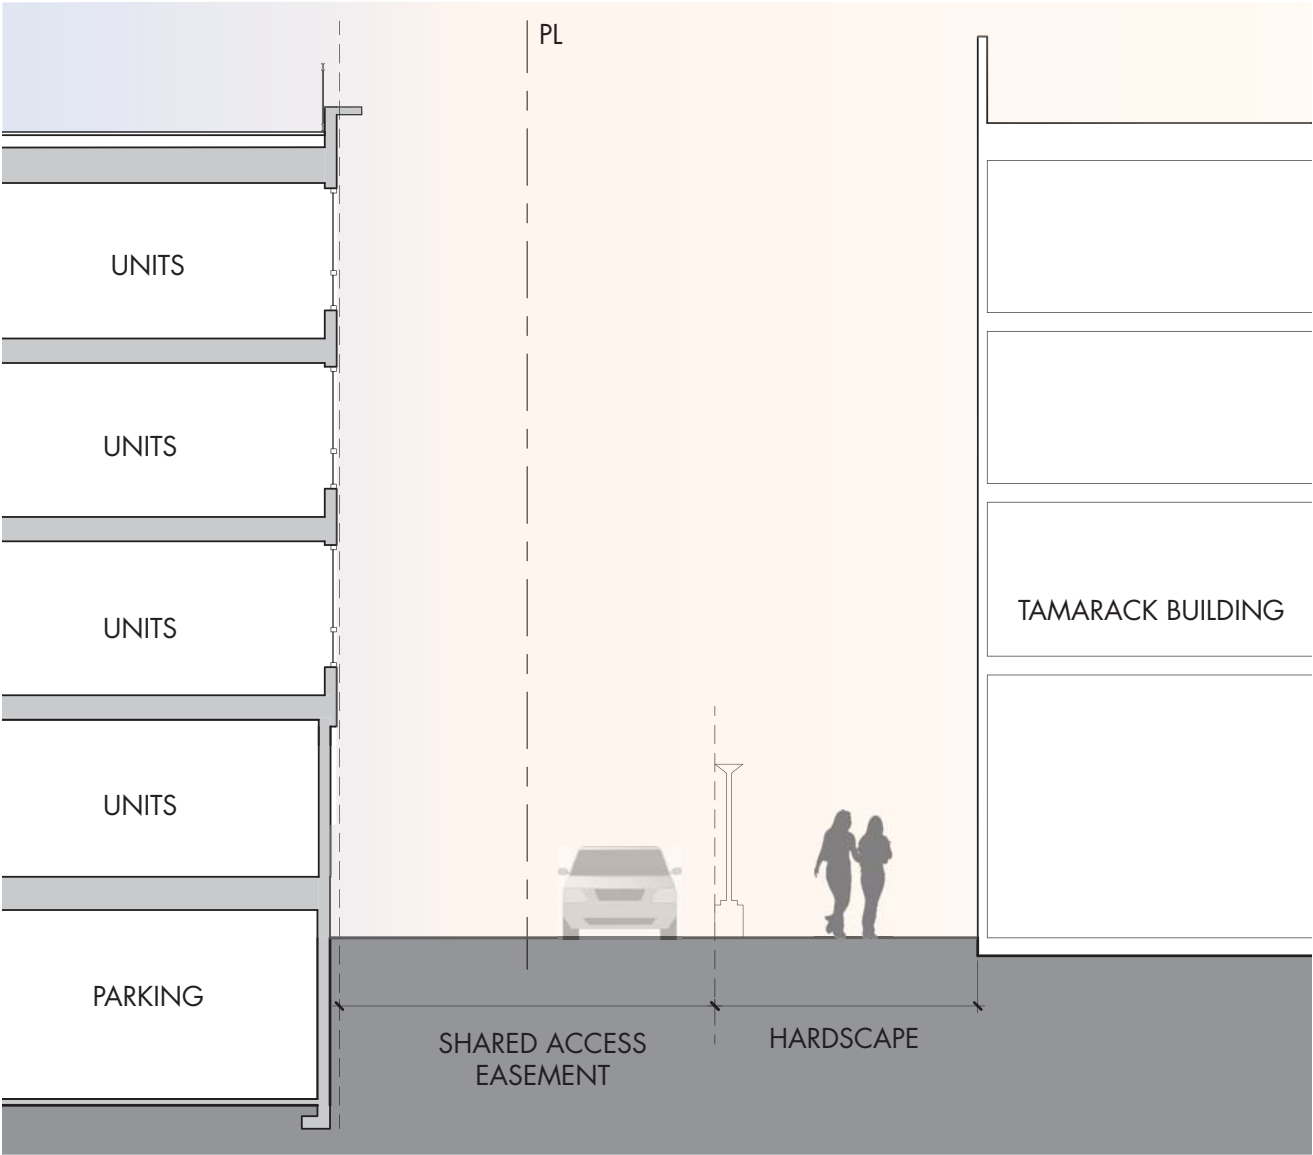 PL
UNITS
UNITS
TAMARACK BUILDING
UNITS
UNITS
PARKING
SHARED ACCESS
EASEMENT
HARDSCAPE